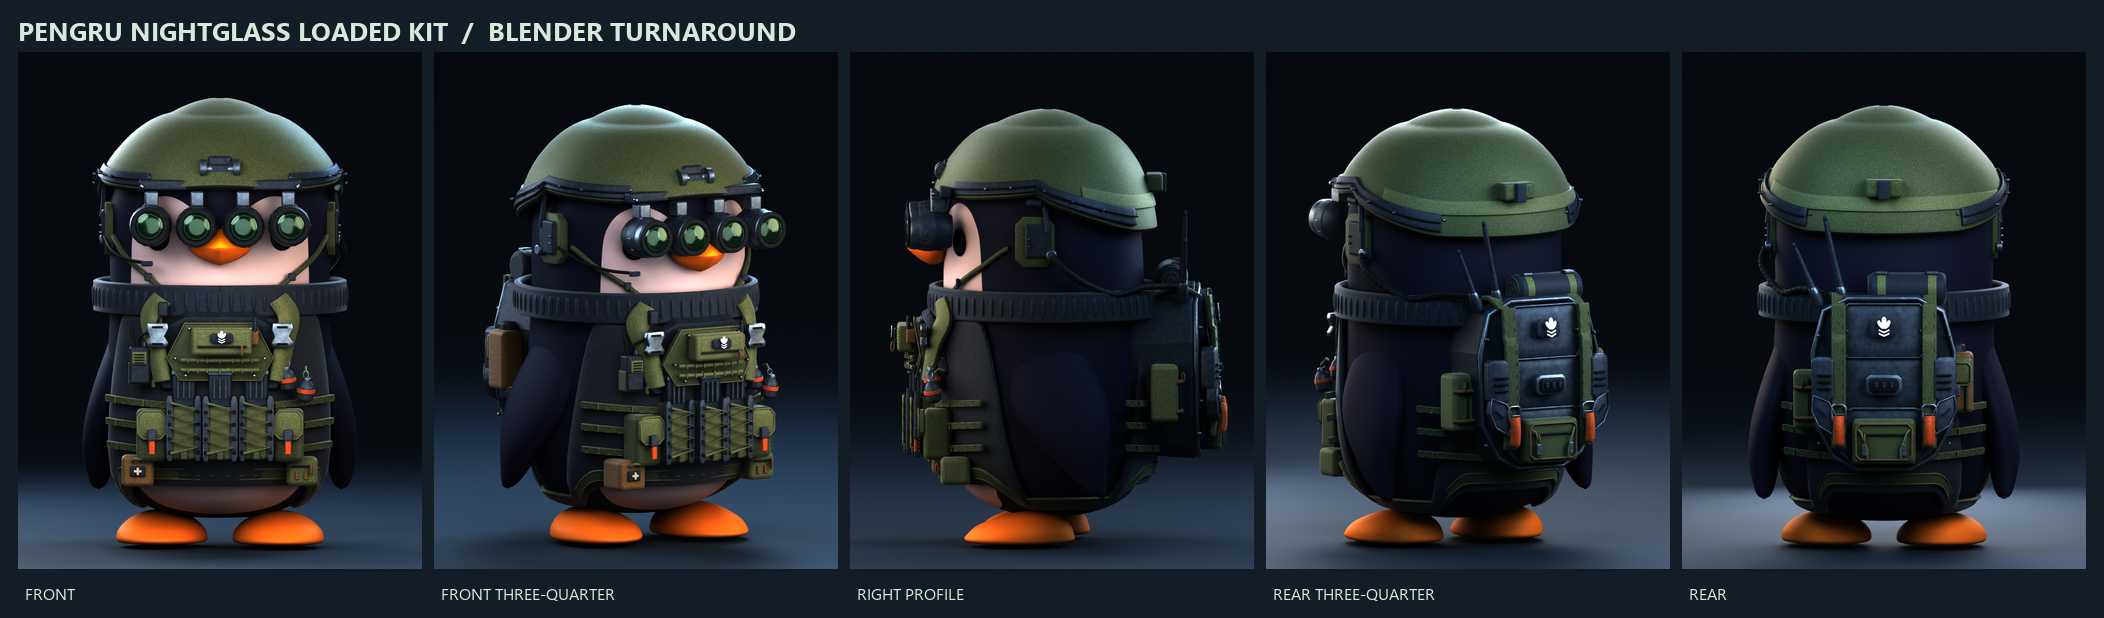 PENGRU NIGHTGLASS LOADED KIT / BLENDER TURNAROUND
FRONT
FRONT THREE-QUARTER
RIGHT PROFILE
REAR THREE-QUARTER
REAR